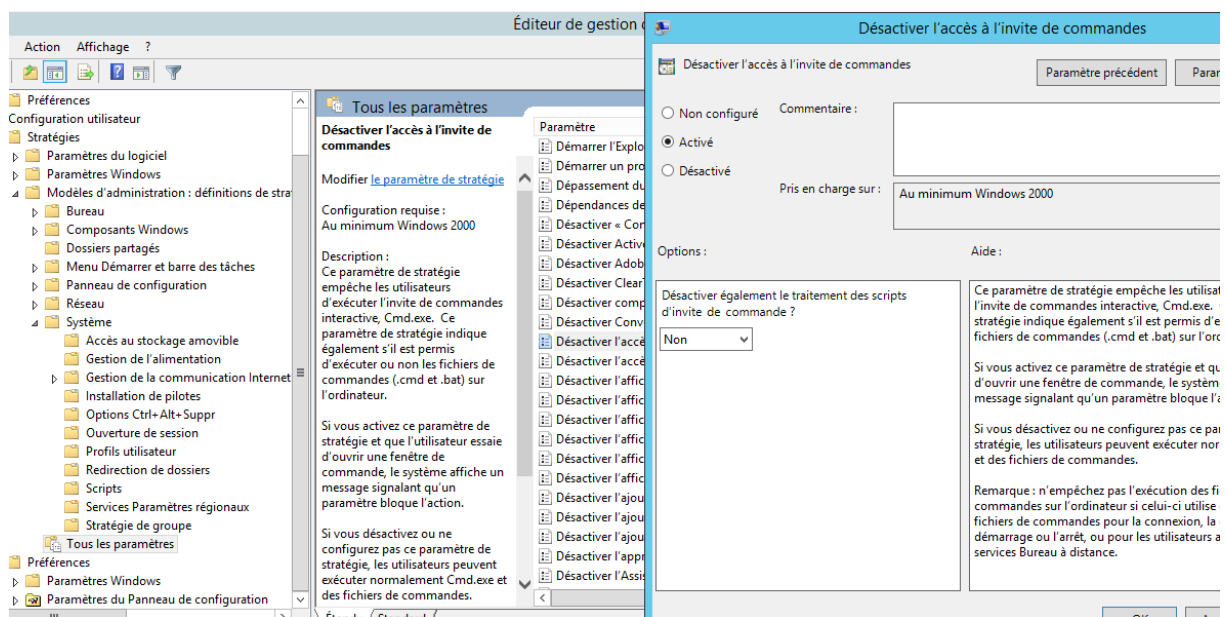 Éditeur de gestion
Action Affichage ?
Préférences
Configuration utilisateur
Stratégies
Paramètres du logiciel
Paramètres Windows
Modèles d'administration : définitions de stra
Bureau
Composants Windows
Dossiers partagés
Menu Démarrer et barre des tâches
Panneau de configuration
Réseau
Système
Accès au stockage amovible
Gestion de l'alimentation
Gestion de la communication Internet
Installation de pilotes
Options Ctrl+Alt+Suppr
Ouverture de session
Profils utilisateur
Redirection de dossiers
Scripts
Services Paramètres régionaux
Stratégie de groupe
Tous les paramètres
Préférences
Paramètres Windows
Paramètres du Panneau de configuration
Tous les paramètres
Désactiver l'accès à l'invite de
commandes
Modifier le paramètre de stratégie
Configuration requise :
Au minimum Windows 2000
Description :
Ce paramètre de stratégie
empêche les utilisateurs
d'exécuter l'invite de commandes
interactive, Cmd.exe. Ce
paramètre de stratégie indique
également s'il est permis
d'exécuter ou non les fichiers de
commandes (.cmd et .bat) sur
l'ordinateur.
Si vous activez ce paramètre de
stratégie et que l'utilisateur essaie
d'ouvrir une fenêtre de
commande, le système affiche un
message signalant qu'un
paramètre bloque l'action.
Si vous désactivez ou ne
configurez pas ce paramètre de
stratégie, les utilisateurs peuvent
exécuter normalement Cmd.exe et
des fichiers de commandes.
Paramètre
Démarrer l'Explo
Démarrer un pro
Dépassement du
Dépendances de
Désactiver « Con
Désactiver Active
Désactiver Adob
Désactiver Clear
Désactiver comp
Désactiver Conv
Désactiver l'accè
Désactiver l'accè
Désactiver l'affic
Désactiver l'affic
Désactiver l'affic
Désactiver l'affic
Désactiver l'affic
Désactiver l'affic
Désactiver l'ajou
Désactiver l'ajou
Désactiver l'ajou
Désactiver l'appr
Désactiver l'Assis
Désactiver l'accès à l'invite de commandes
Désactiver l'accès à l'invite de commandes
Paramètre précédent
Parar
Non configuré
Activé
Désactivé
Commentaire :
Pris en charge sur :
Au minimum Windows 2000
Options :
Aide :
Désactiver également le traitement des scripts
d'invite de commande ?
Non
Ce paramètre de stratégie empêche les utilisat
l'invite de commandes interactive, Cmd.exe.
stratégie indique également s'il est permis d'e
fichiers de commandes (.cmd et .bat) sur l'ord
Si vous activez ce paramètre de stratégie et qu
d'ouvrir une fenêtre de commande, le système
message signalant qu'un paramètre bloque l'a
Si vous désactivez ou ne configurez pas ce par
stratégie, les utilisateurs peuvent exécuter nor
et des fichiers de commandes.
Remarque : n'empêchez pas l'exécution des fi
commandes sur l'ordinateur si celui-ci utilise
fichiers de commandes pour la connexion, la
démarrage ou l'arrêt, ou pour les utilisateurs a
services Bureau à distance.